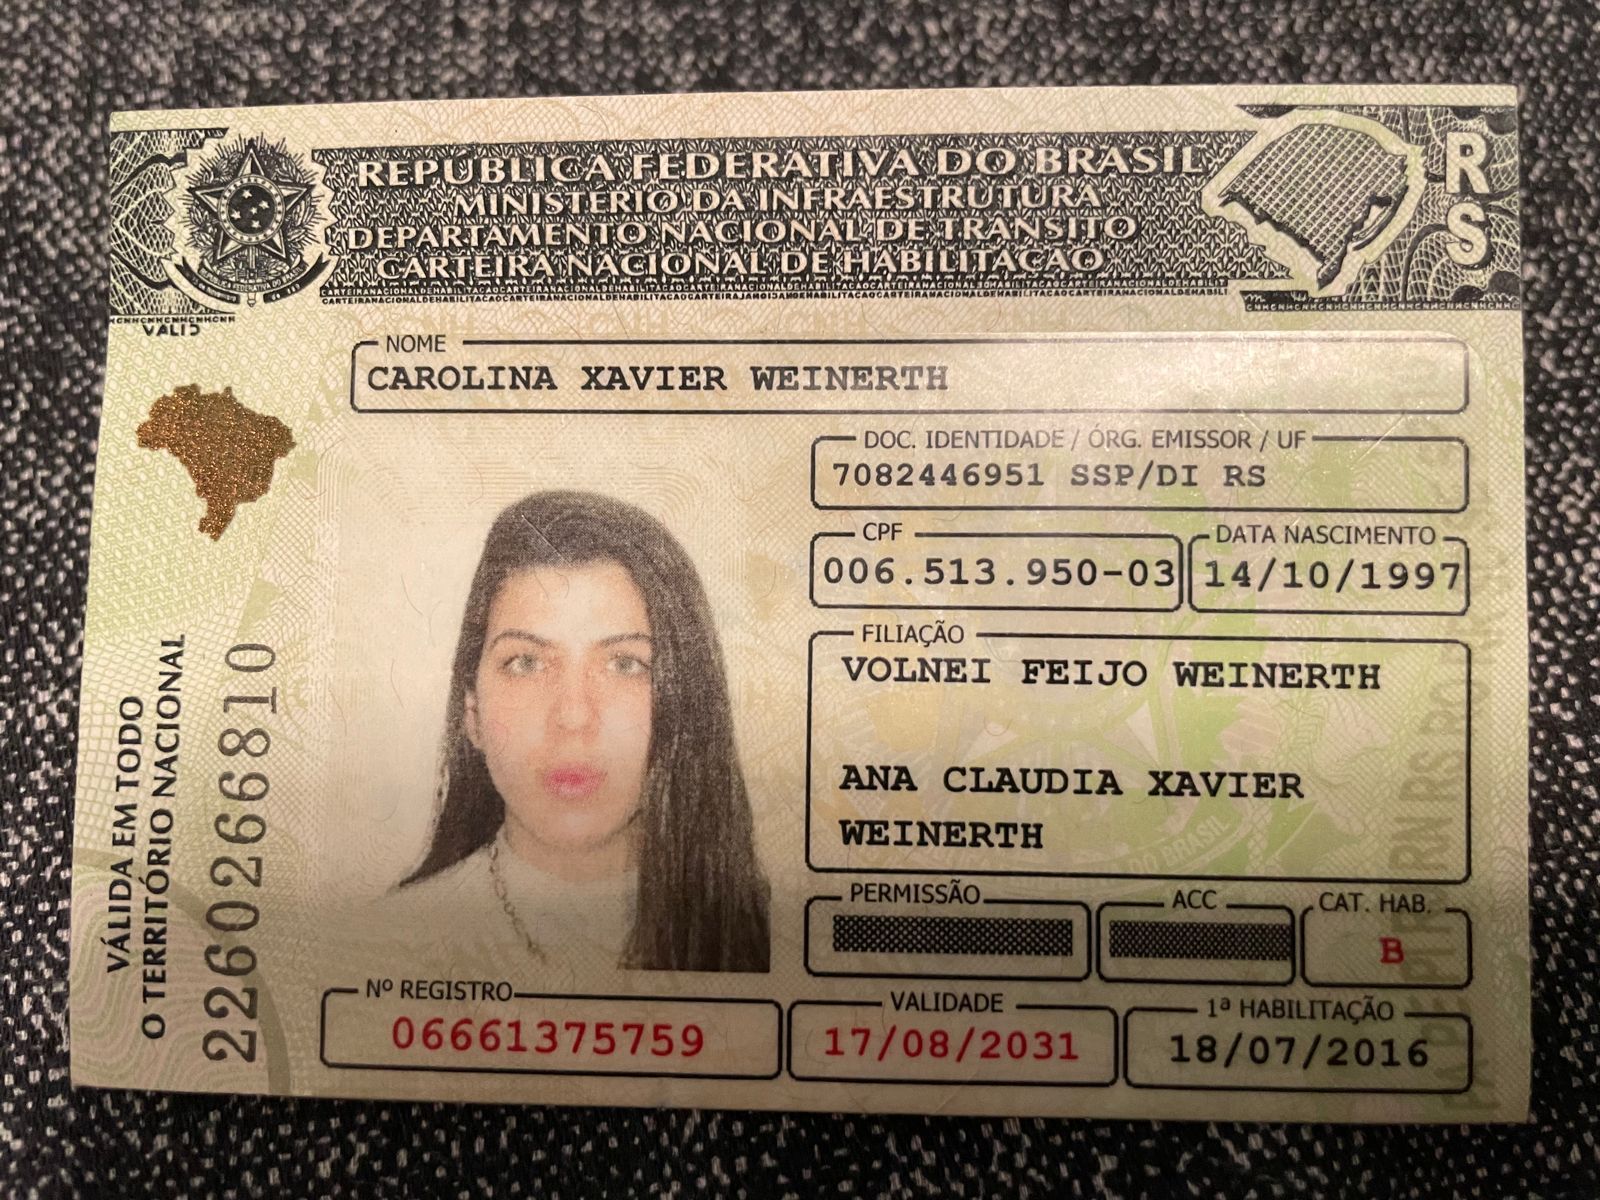 REPÚBLICA FEDERATIVA DO BRASIL
MINISTÉRIO DA INFRAESTRUTURA
DEPARTAMENTO NACIONAL DE TRÂNSITO
CARTEIRA NACIONAL DE HABILITAÇÃO
RS
VALID
NOME
CAROLINA XAVIER WEINERTH
DOC. IDENTIDADE / ÓRG. EMISSOR / UF
7082446951 SSP/DI RS
CPF
006.513.950-03
DATA NASCIMENTO
14/10/1997
FILIAÇÃO
VOLNEI FEIJO WEINERTH
ANA CLAUDIA XAVIER
WEINERTH
PERMISSÃO
ACC
CAT. HAB.
B
Nº REGISTRO
06661375759
VALIDADE
17/08/2031
1ª HABILITAÇÃO
18/07/2016
VÁLIDA EM TODO
O TERRITÓRIO NACIONAL
2260266810